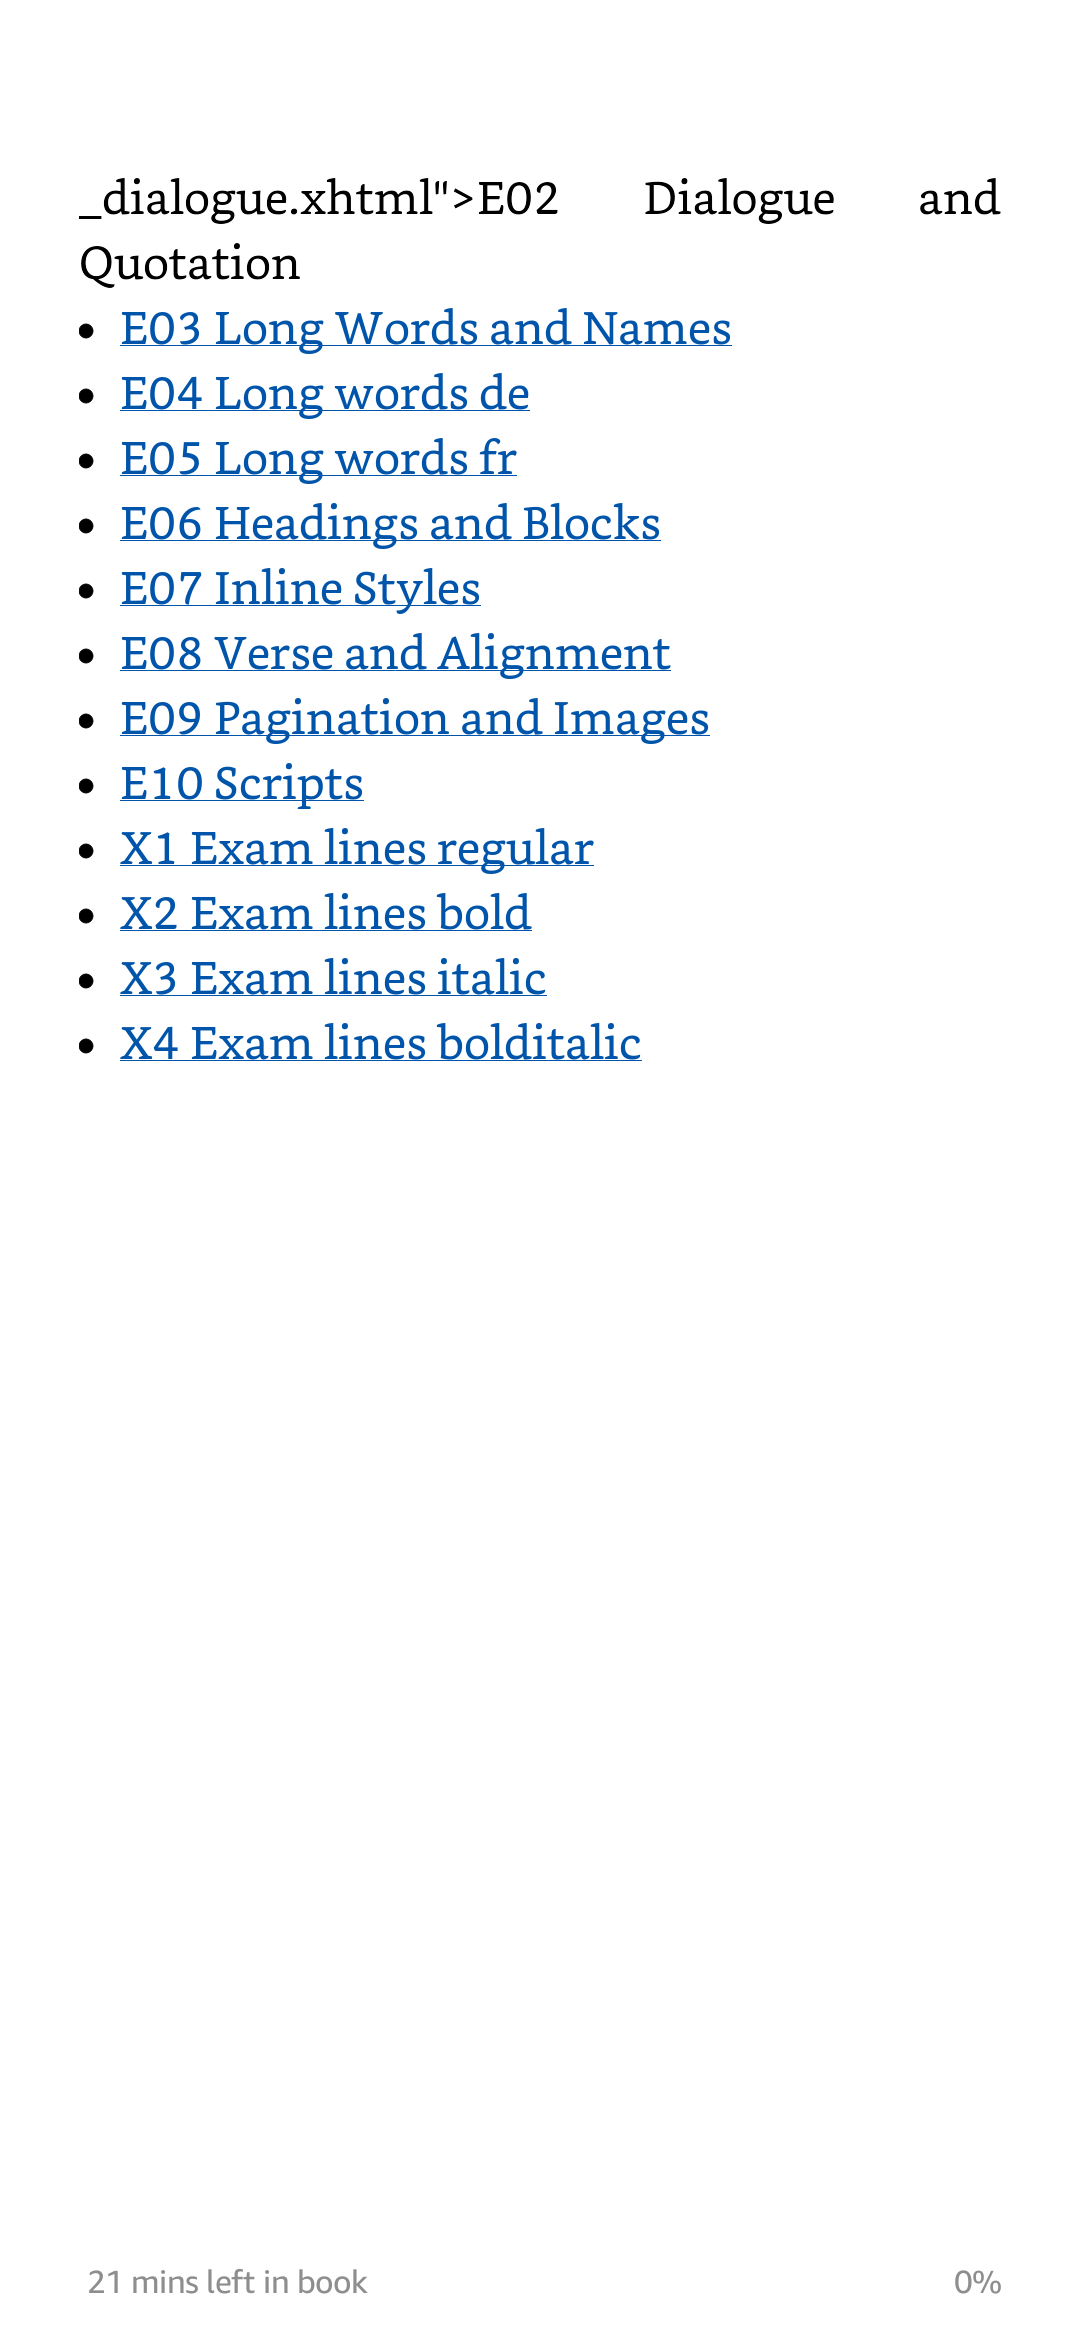 _dialogue.xhtml">E02 Dialogue and
Quotation
• E03 Long Words and Names
• E04 Long words de
• E05 Long words fr
• E06 Headings and Blocks
• E07 Inline Styles
• E08 Verse and Alignment
• E09 Pagination and Images
• E10 Scripts
• X1 Exam lines regular
• X2 Exam lines bold
• X3 Exam lines italic
• X4 Exam lines bolditalic
21 mins left in book 0%